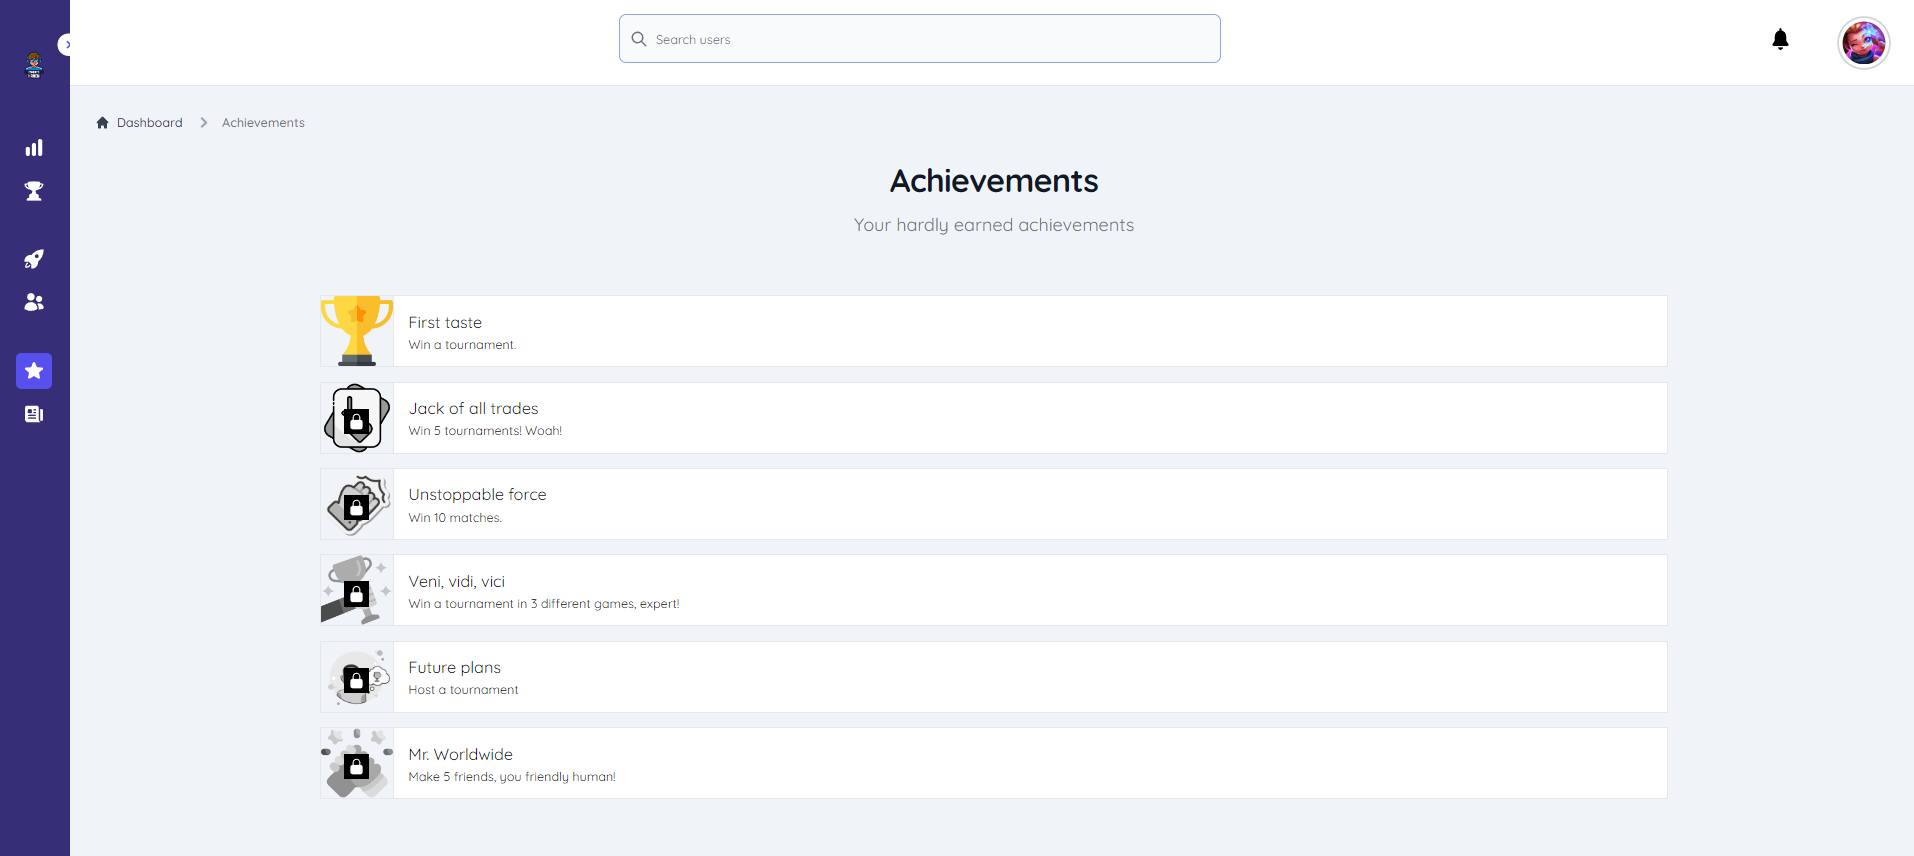 Search users
Dashboard
Achievements
Achievements
Your hardly earned achievements
First taste
Win a tournament.
Jack of all trades
Win 5 tournaments! Woah!
Unstoppable force
Win 10 matches.
Veni, vidi, vici
Win a tournament in 3 different games, expert!
Future plans
Host a tournament
Mr. Worldwide
Make 5 friends, you friendly human!